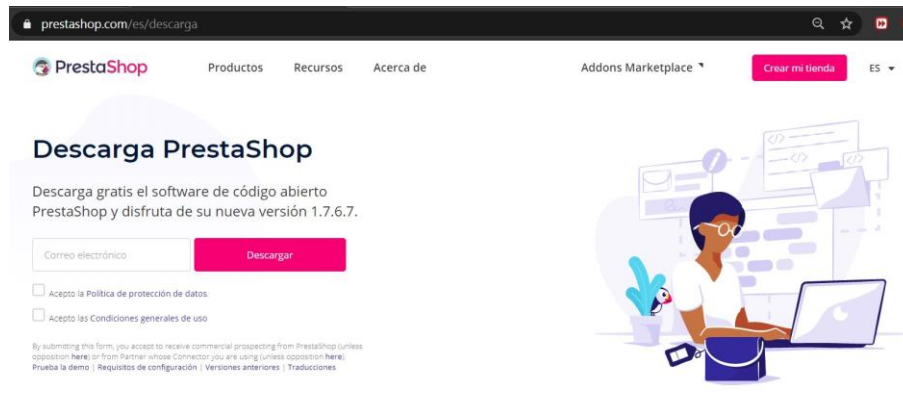 prestashop.com/es/descarga
PrestaShop Productos Recursos Acerca de Addons Marketplace Crear mi tienda ES
Descarga PrestaShop
Descarga gratis el software de código abierto
PrestaShop y disfruta de su nueva versión 1.7.6.7.
Correo electrónico Descargar
Acepto la Política de protección de datos
Acepto las Condiciones generales de uso
By submitting this form, you accept to receive commercial prospecting from PrestaShop (unless
opposition here) or from Partner whose Connector you are using (unless opposition here).
Prueba la demo | Requisitos de configuración | Versiones anteriores | Traducciones